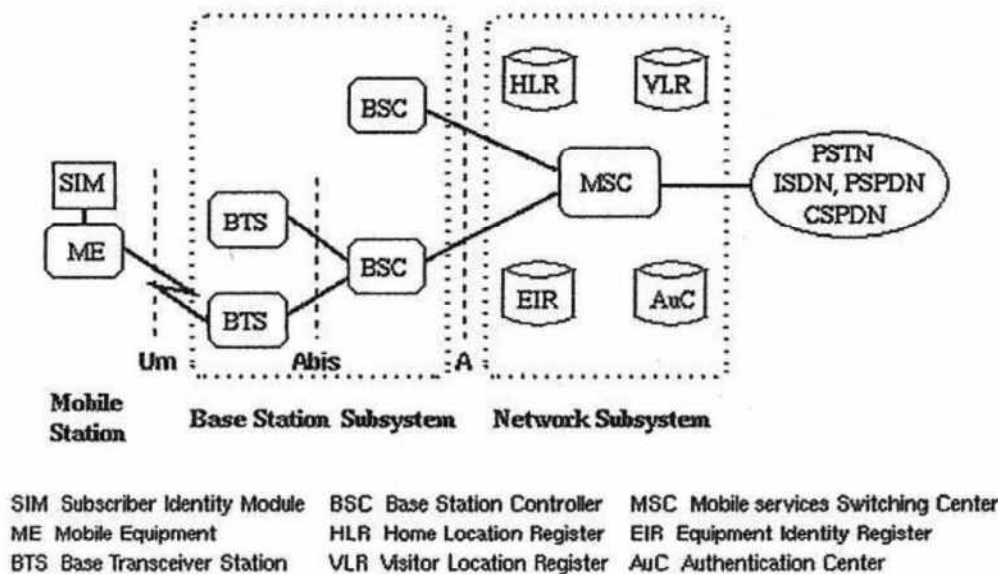 HLR
VLR
BSC
PSTN
ISDN, PSPDN
CSPDN
MSC
SIM
BTS
ME
BSC
EIR
AuC
BTS
Um
Abis
A
Mobile
Station
Base Station Subsystem
Network Subsystem
SIM Subscriber Identity Module
BSC Base Station Controller
MSC Mobile services Switching Center
ME Mobile Equipment
HLR Home Location Register
EIR Equipment Identity Register
BTS Base Transceiver Station
VLR Visitor Location Register
AuC Authentication Center